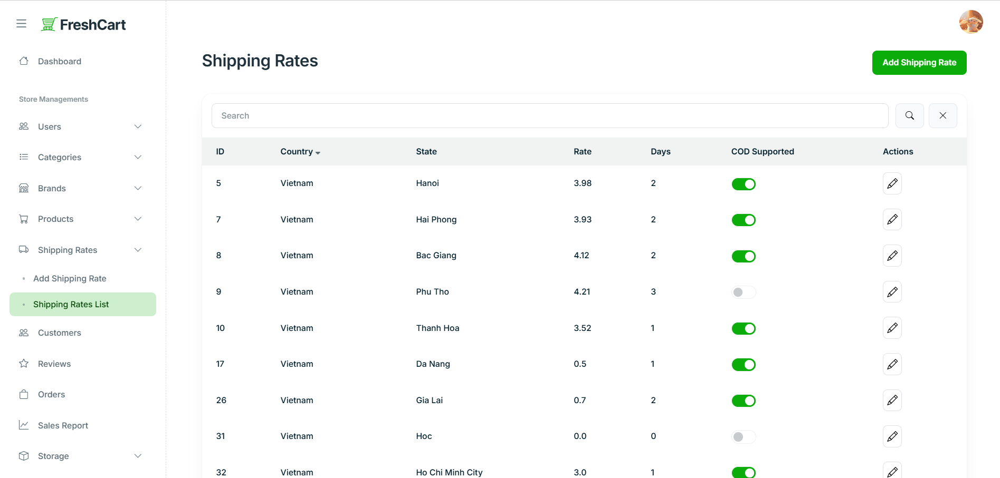 FreshCart
Dashboard
Store Managements
Users
Categories
Brands
Products
Shipping Rates
Add Shipping Rate
Shipping Rates List
Customers
Reviews
Orders
Sales Report
Storage
Shipping Rates
Add Shipping Rate
Search
ID Country State Rate Days COD Supported Actions
5 Vietnam Hanoi 3.98 2
7 Vietnam Hai Phong 3.93 2
8 Vietnam Bac Giang 4.12 2
9 Vietnam Phu Tho 4.21 3
10 Vietnam Thanh Hoa 3.52 1
17 Vietnam Da Nang 0.5 1
26 Vietnam Gia Lai 0.7 2
31 Vietnam Hoc 0.0 0
32 Vietnam Ho Chi Minh City 3.0 1